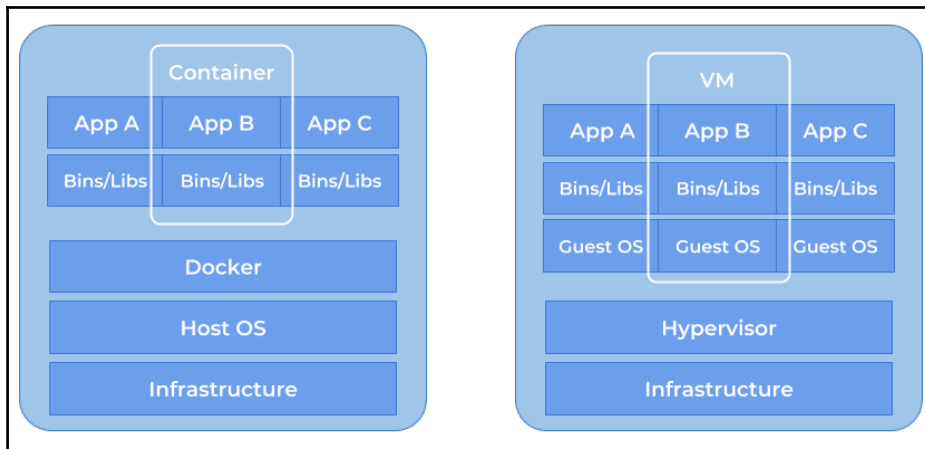 Container
App A
App B
App C
Bins/Libs
Bins/Libs
Bins/Libs
Docker
Host OS
Infrastructure
VM
App A
App B
App C
Bins/Libs
Bins/Libs
Bins/Libs
Guest OS
Guest OS
Guest OS
Hypervisor
Infrastructure